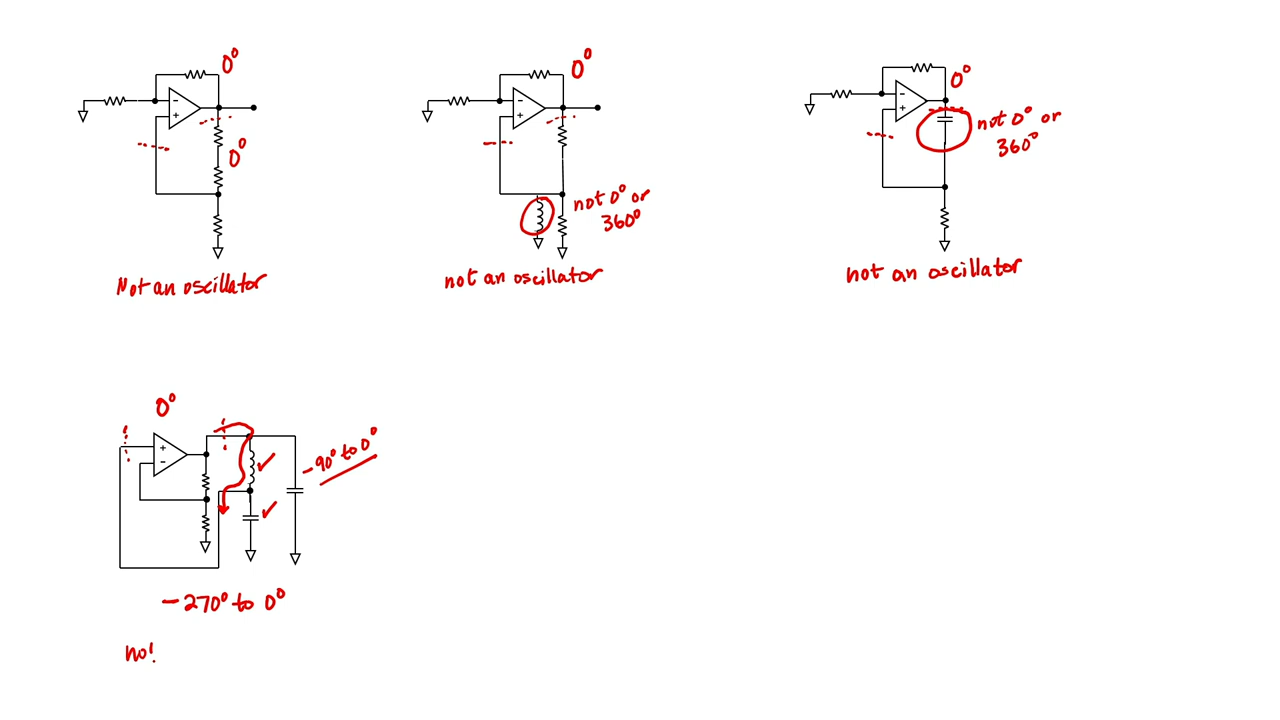 0°
0°
Not an oscillator
0°
not 0° or
360°
not an oscillator
0°
not 0° or
360°
not an oscillator
0°
-90° to 0°
-270° to 0°
no!